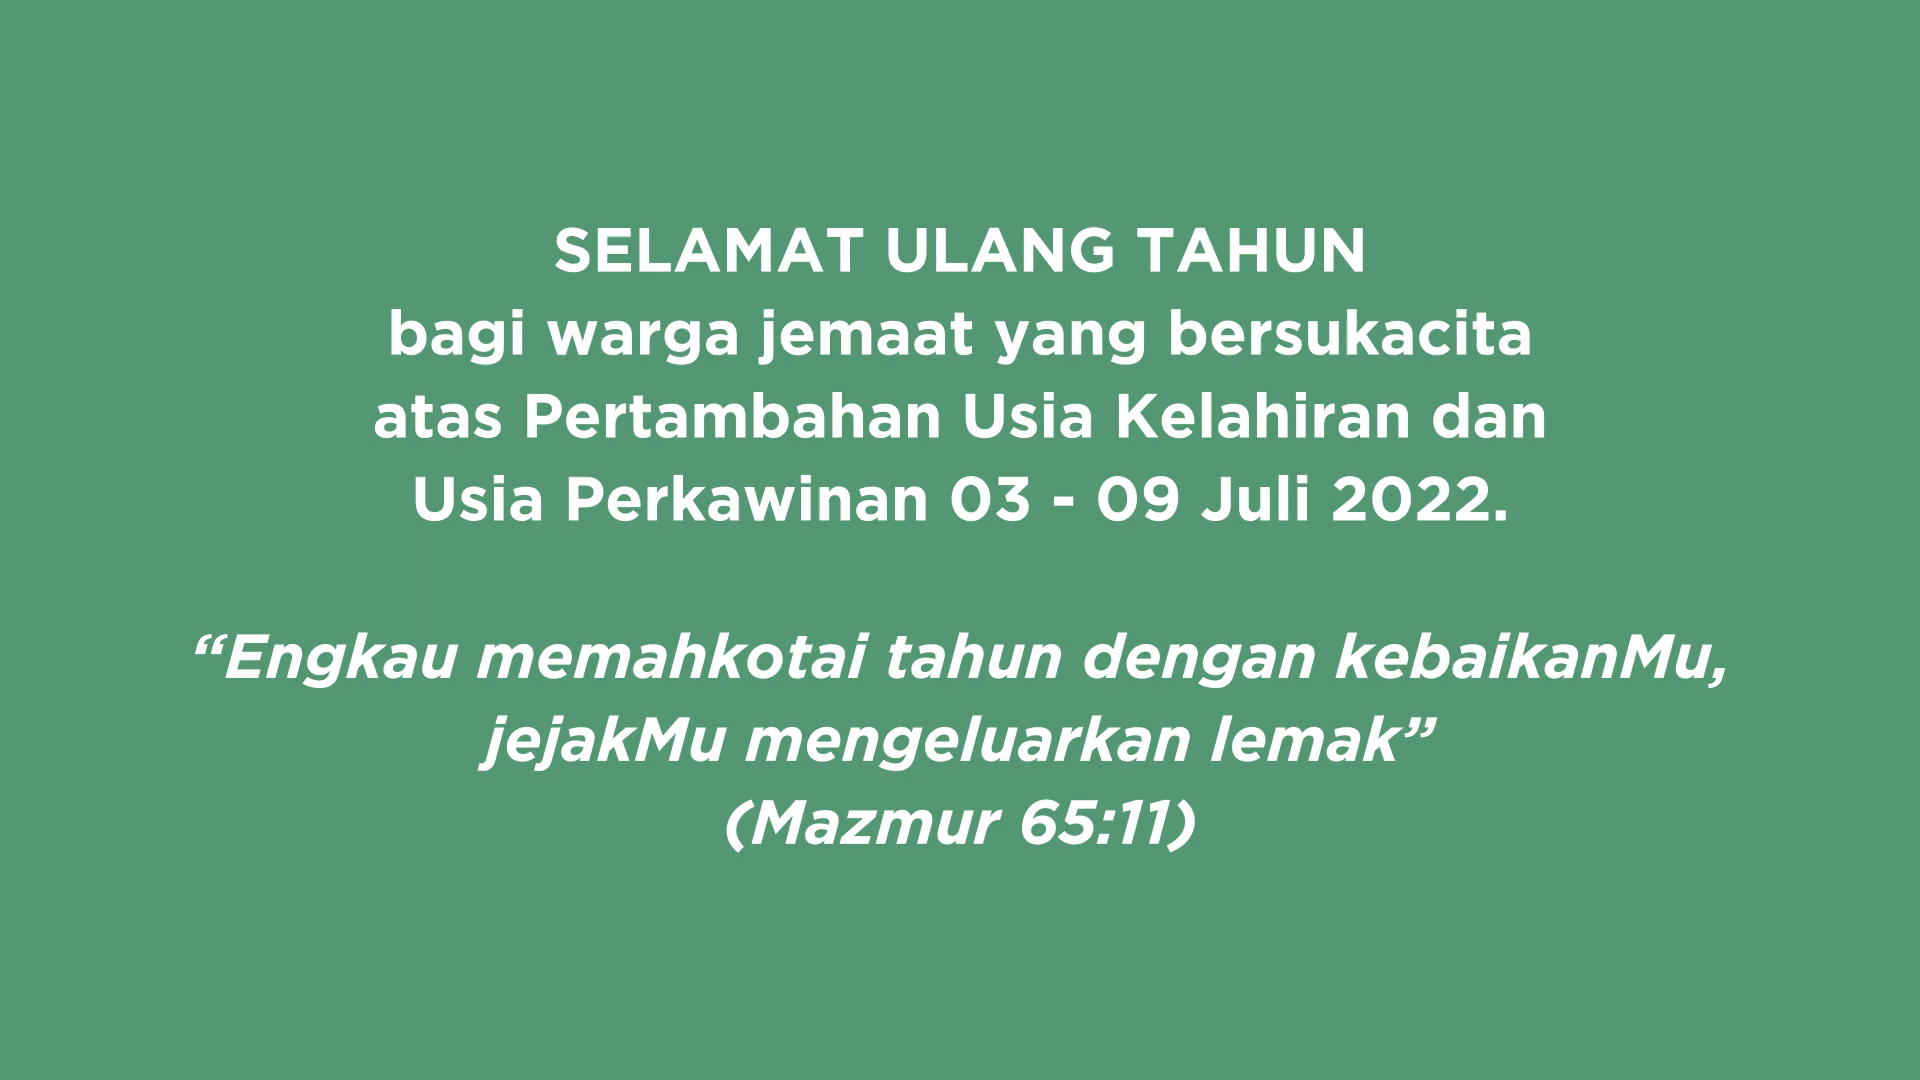 SELAMAT ULANG TAHUN
bagi warga jemaat yang bersukacita
atas Pertambahan Usia Kelahiran dan
Usia Perkawinan 03 - 09 Juli 2022.
“Engkau memahkotai tahun dengan kebaikanMu,
jejakMu mengeluarkan lemak”
(Mazmur 65:11)